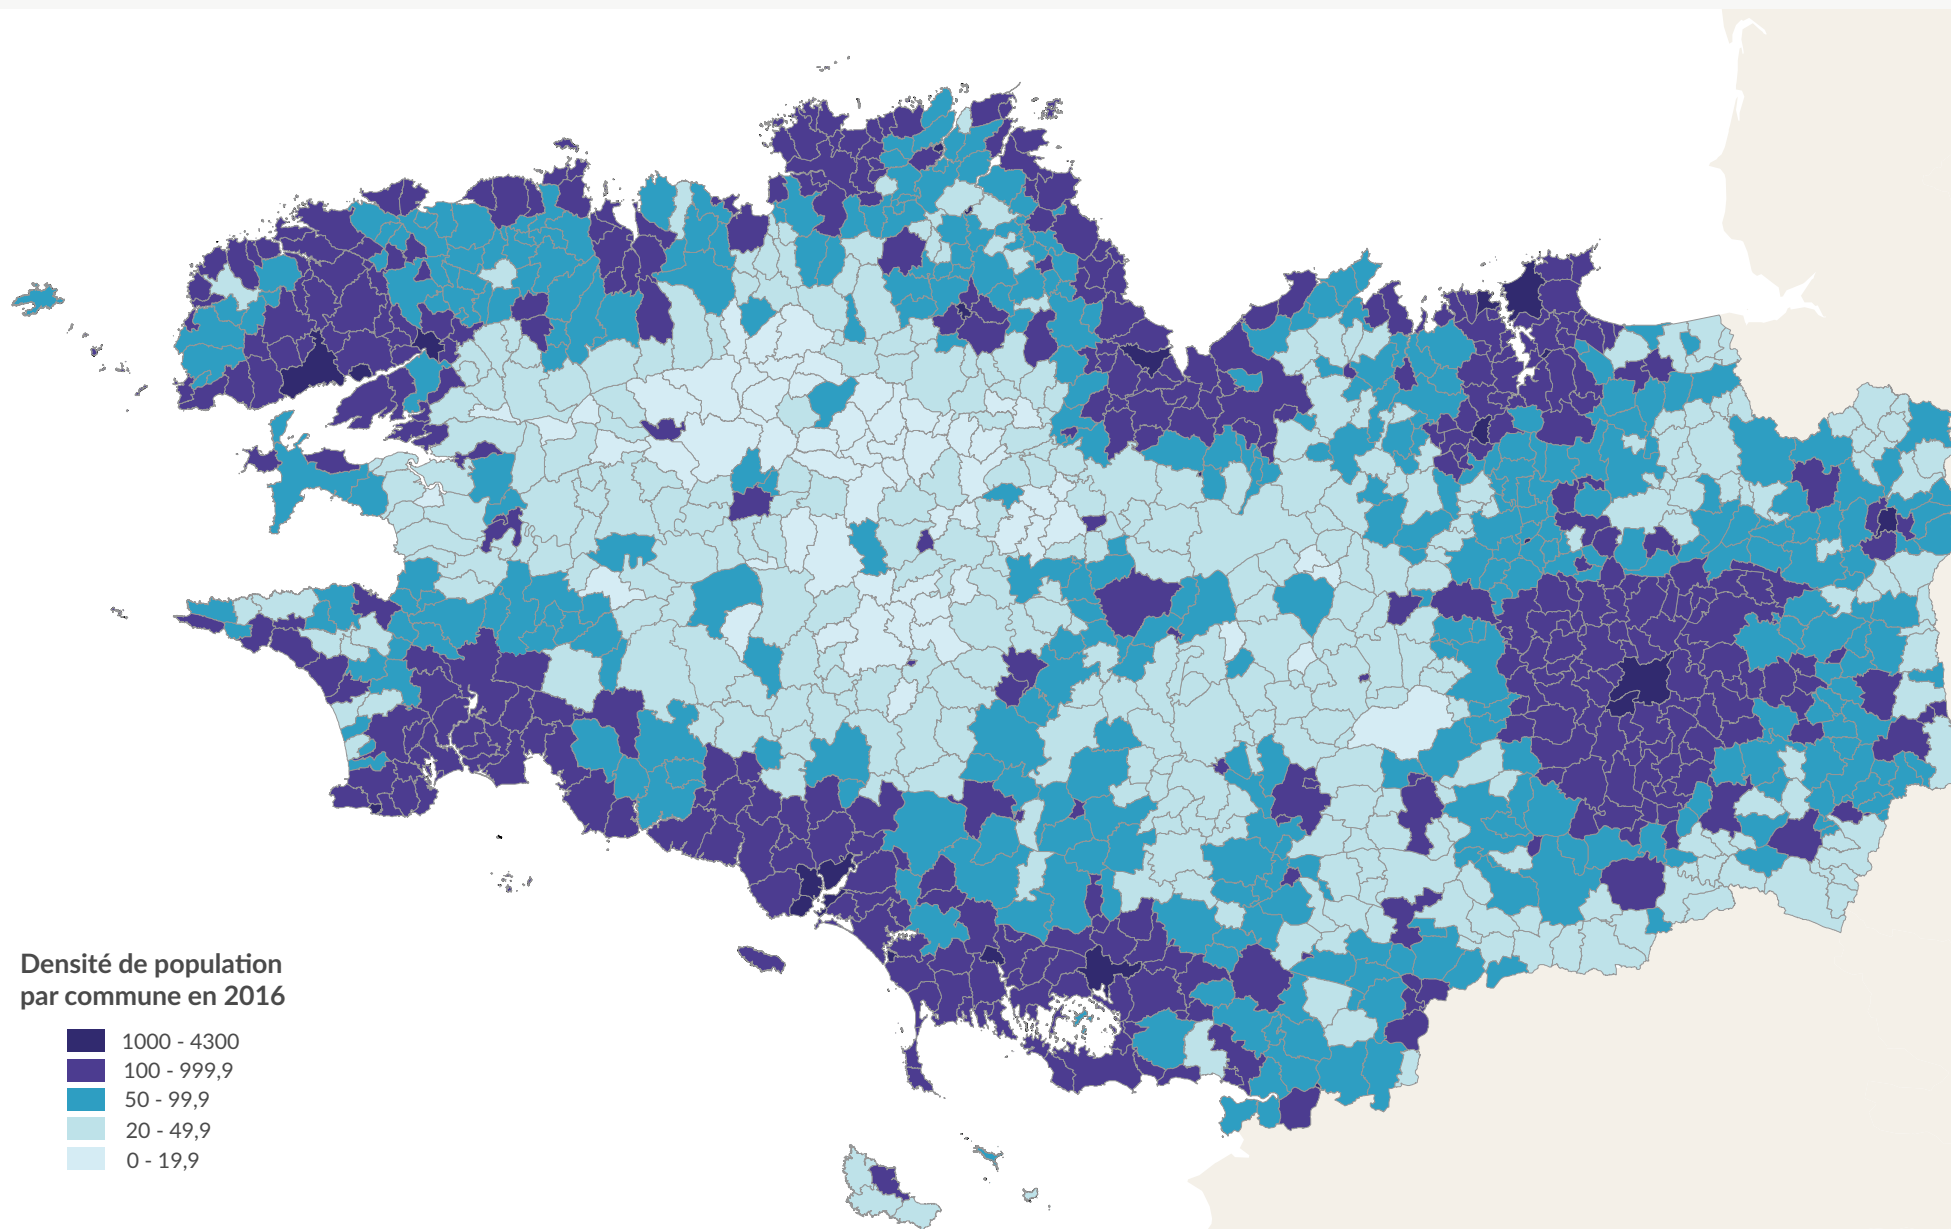 Densité de population
par commune en 2016
1000 - 4300
100 - 999,9
50 - 99,9
20 - 49,9
0 - 19,9